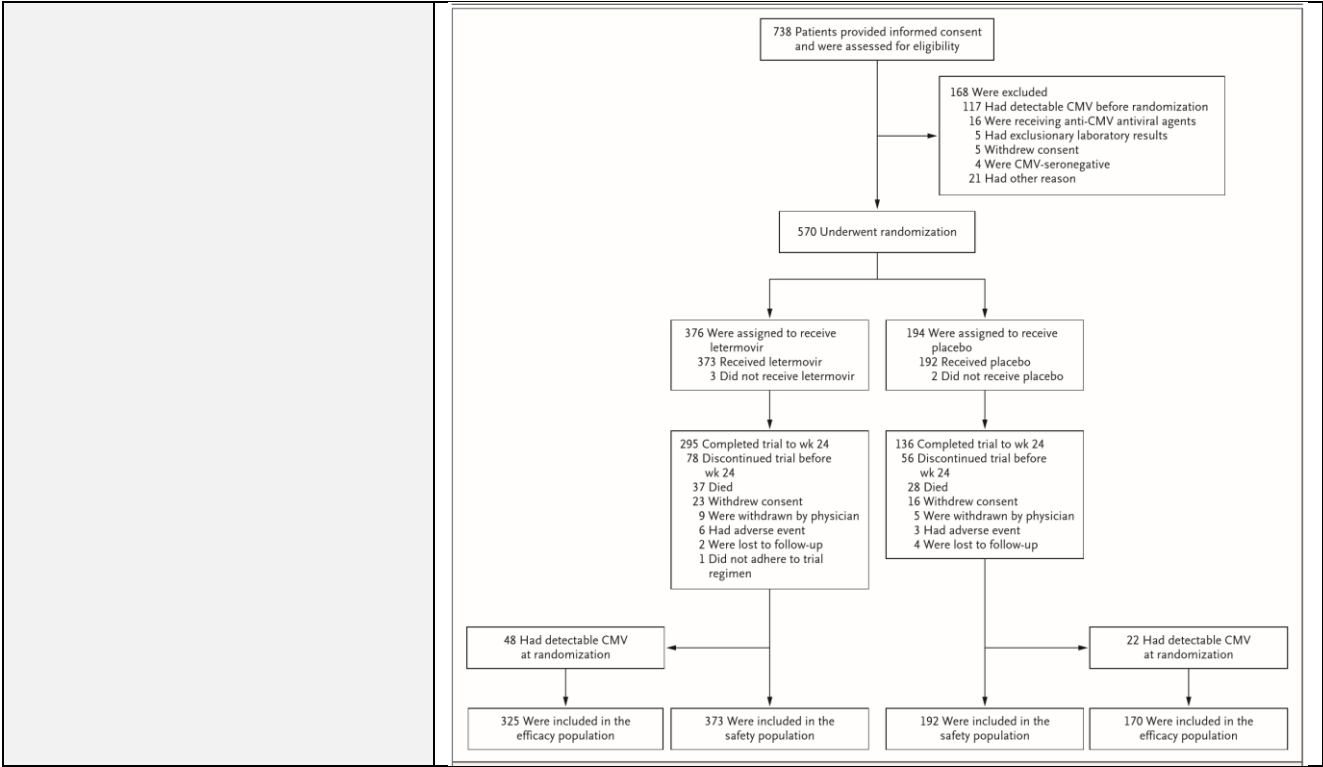 738 Patients provided informed consent
and were assessed for eligibility
168 Were excluded
117 Had detectable CMV before randomization
16 Were receiving anti-CMV antiviral agents
5 Had exclusionary laboratory results
5 Withdrew consent
4 Were CMV-seronegative
21 Had other reason
570 Underwent randomization
376 Were assigned to receive
letermovir
373 Received letermovir
3 Did not receive letermovir
194 Were assigned to receive
placebo
192 Received placebo
2 Did not receive placebo
295 Completed trial to wk 24
78 Discontinued trial before
wk 24
37 Died
23 Withdrew consent
9 Were withdrawn by physician
6 Had adverse event
2 Were lost to follow-up
1 Did not adhere to trial
regimen
136 Completed trial to wk 24
56 Discontinued trial before
wk 24
28 Died
16 Withdrew consent
5 Were withdrawn by physician
3 Had adverse event
4 Were lost to follow-up
48 Had detectable CMV
at randomization
22 Had detectable CMV
at randomization
325 Were included in the
efficacy population
373 Were included in the
safety population
192 Were included in the
safety population
170 Were included in the
efficacy population